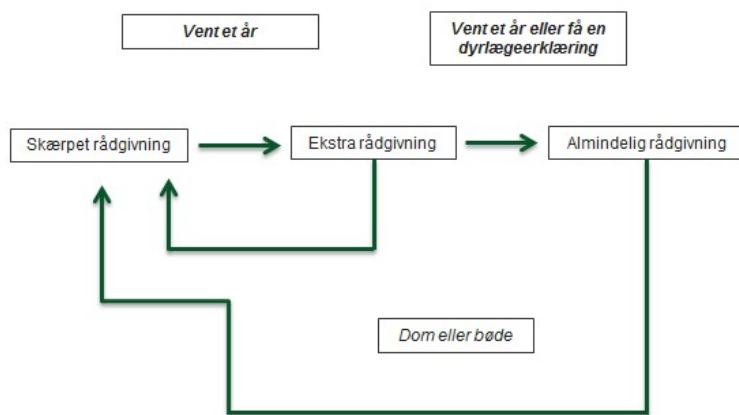 Vent et år
Vent et år eller få en
dyrlægeerklæring
Skærpet rådgivning
Ekstra rådgivning
Almindelig rådgivning
Dom eller bøde